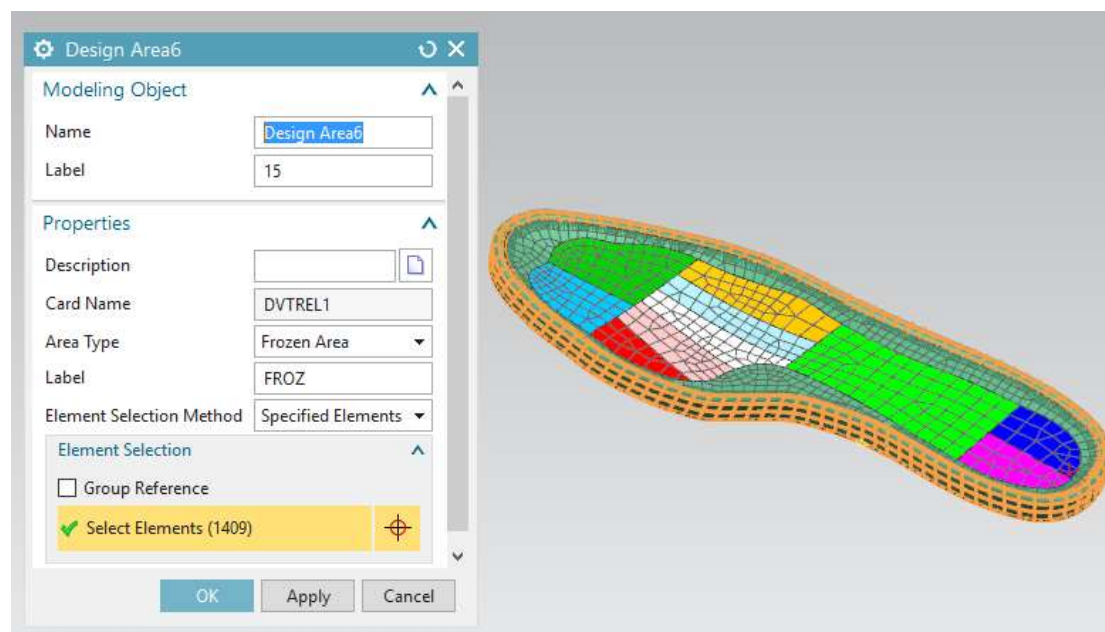 Design Area6
Modeling Object
Name Design Area6
Label 15
Properties
Description
Card Name DVTREL1
Area Type Frozen Area
Label FROZ
Element Selection Method Specified Elements
Element Selection
Group Reference
Select Elements (1409)
OK Apply Cancel